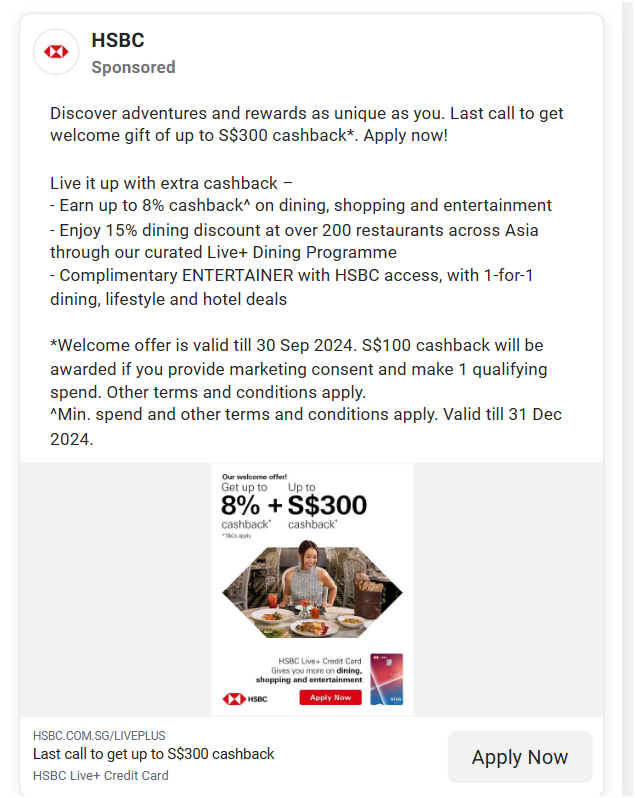 HSBC
Sponsored
Discover adventures and rewards as unique as you. Last call to get
welcome gift of up to S$300 cashback*. Apply now!
Live it up with extra cashback –
- Earn up to 8% cashback^ on dining, shopping and entertainment
- Enjoy 15% dining discount at over 200 restaurants across Asia
through our curated Live+ Dining Programme
- Complimentary ENTERTAINER with HSBC access, with 1-for-1
dining, lifestyle and hotel deals
*Welcome offer is valid till 30 Sep 2024. S$100 cashback will be
awarded if you provide marketing consent and make 1 qualifying
spend. Other terms and conditions apply.
^Min. spend and other terms and conditions apply. Valid till 31 Dec
2024.
Our welcome offer!
Get up to Up to
8% + S$300
cashback* cashback*
*T&Cs apply
HSBC Live+ Credit Card
Gives you more on dining,
shopping and entertainment
HSBC
Apply Now
VISA
HSBC.COM.SG/LIVEPLUS
Last call to get up to S$300 cashback
HSBC Live+ Credit Card
Apply Now